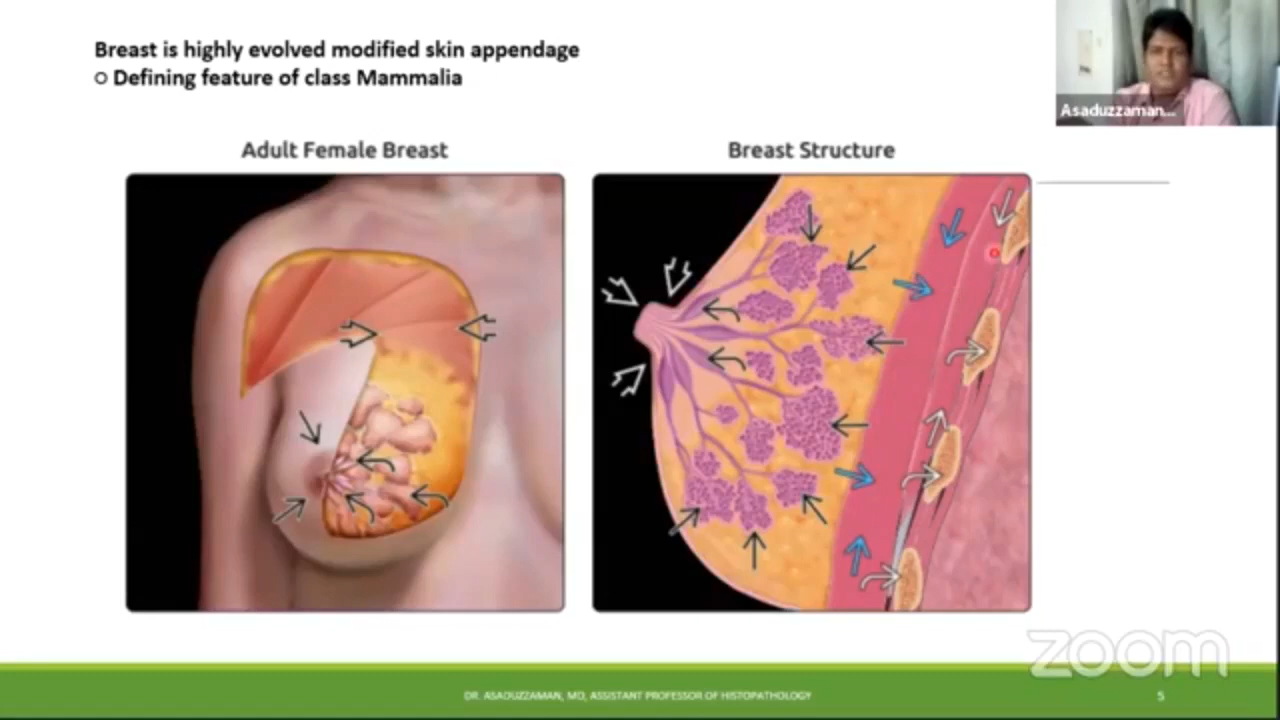 Breast is highly evolved modified skin appendage
○ Defining feature of class Mammalia
Asaduzzaman...
Adult Female Breast
Breast Structure
zoom
DR. ASADUZZAMAN, MD, ASSISTANT PROFESSOR OF HISTOPATHOLOGY
5